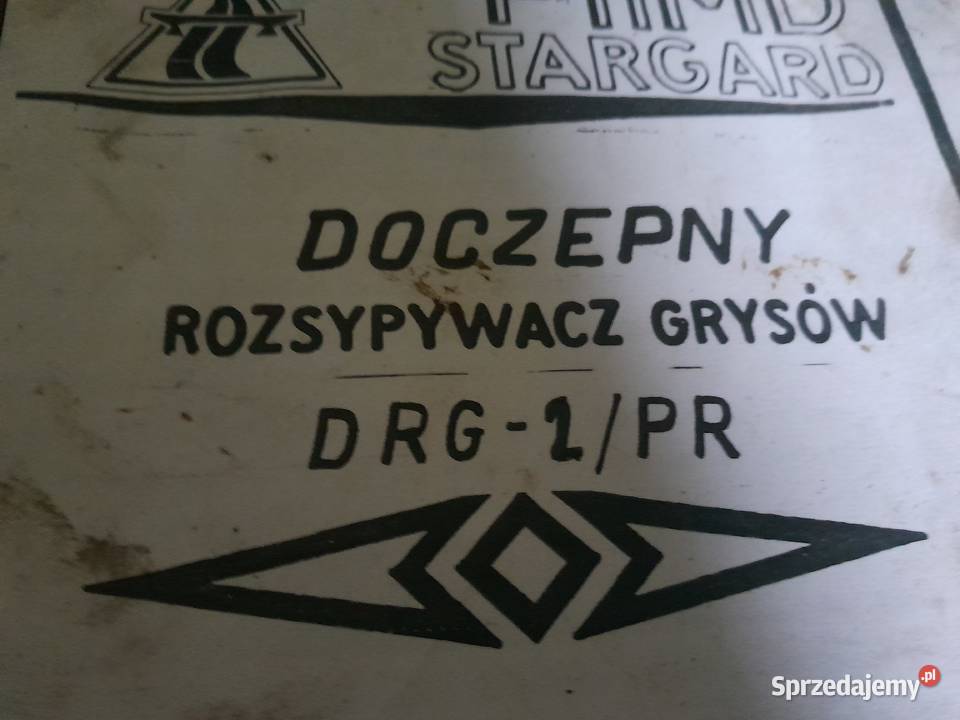 STARGARD
DOCZEPNY
ROZSYPYWACZ GRYSÓW
DRG-1/PR
Sprzedajemy.pl